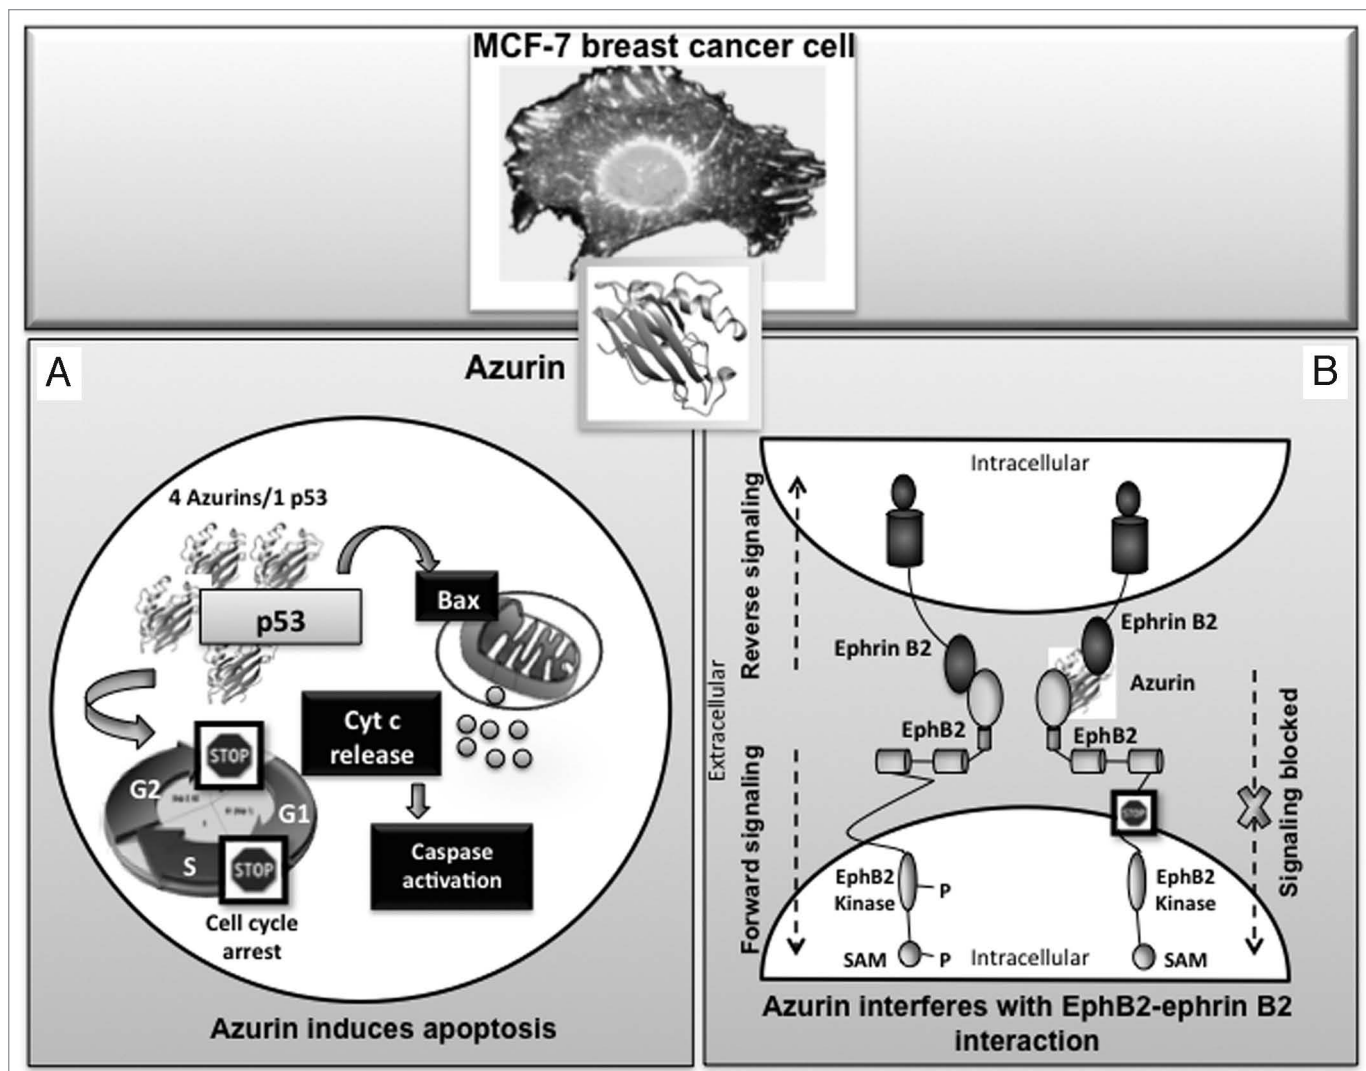 MCF-7 breast cancer cell
Azurin
A
4 Azurins/1 p53
p53
Bax
Cyt c
release
Caspase
activation
STOP
G2
G1
S
STOP
Cell cycle
arrest
Azurin induces apoptosis
B
Intracellular
Reverse signaling
Extracellular
Forward signaling
Ephrin B2
Ephrin B2
Azurin
EphB2
EphB2
STOP
Signaling blocked
EphB2
Kinase
P
EphB2
Kinase
SAM
P
Intracellular
SAM
Azurin interferes with EphB2-ephrin B2
interaction